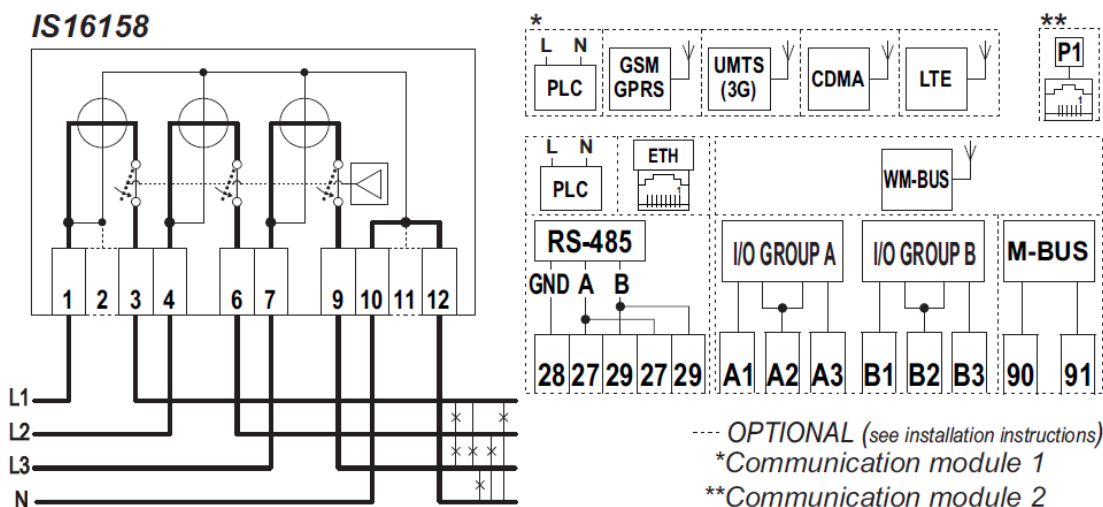 IS16158
1 2 3 4 6 7 9 10 11 12
L1
L2
L3
N
*
L N
PLC
GSM
GPRS
UMTS
(3G)
CDMA
LTE
**
P1
1
L N
PLC
ETH
1
WM-BUS
RS-485
GND A B
28 27 29 27 29
I/O GROUP A
A1 A2 A3
I/O GROUP B
B1 B2 B3
M-BUS
90 91
---- OPTIONAL (see installation instructions)
*Communication module 1
**Communication module 2